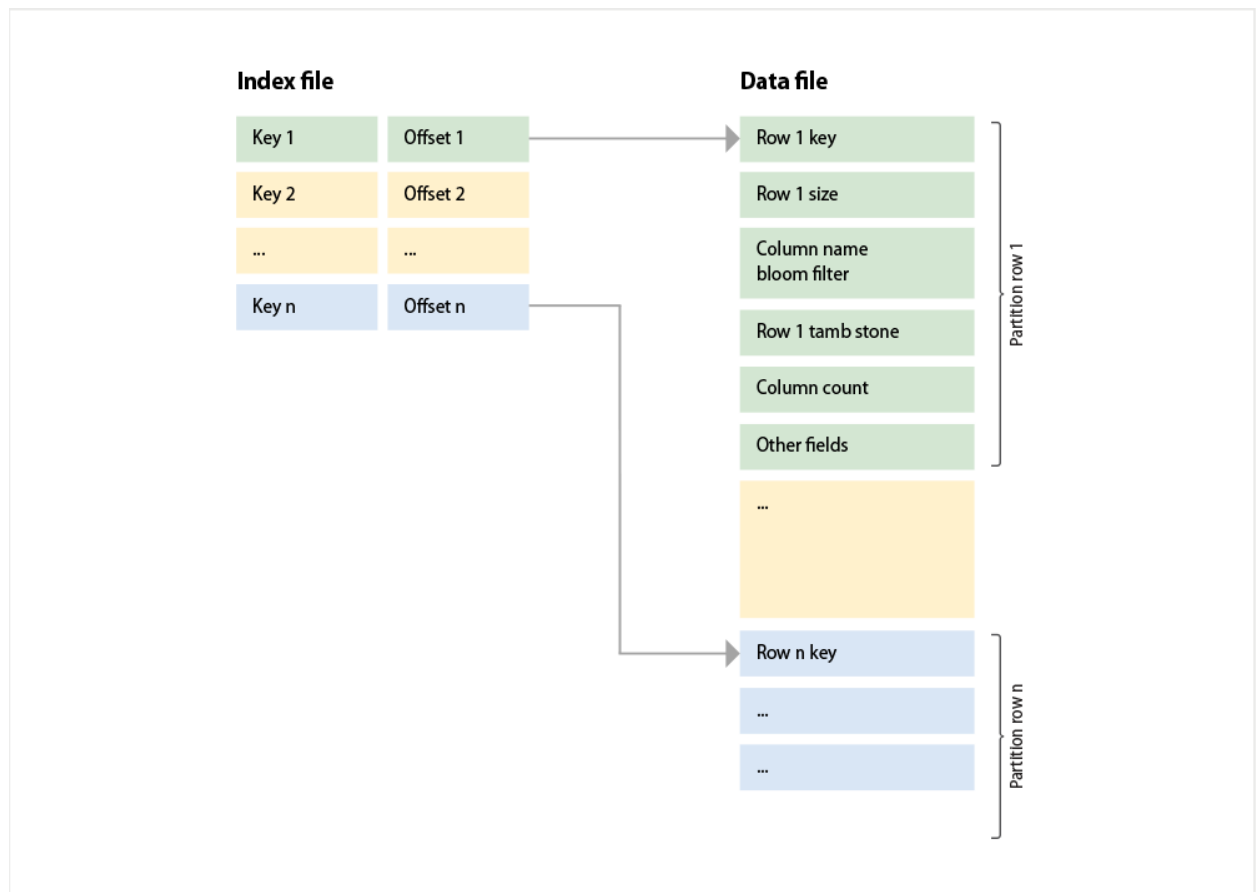 Index file
Key 1
Offset 1
Key 2
Offset 2
...
...
Key n
Offset n
Data file
Row 1 key
Row 1 size
Column name
bloom filter
Row 1 tamb stone
Column count
Other fields
...
Row n key
...
...
Partition row 1
Partition row n